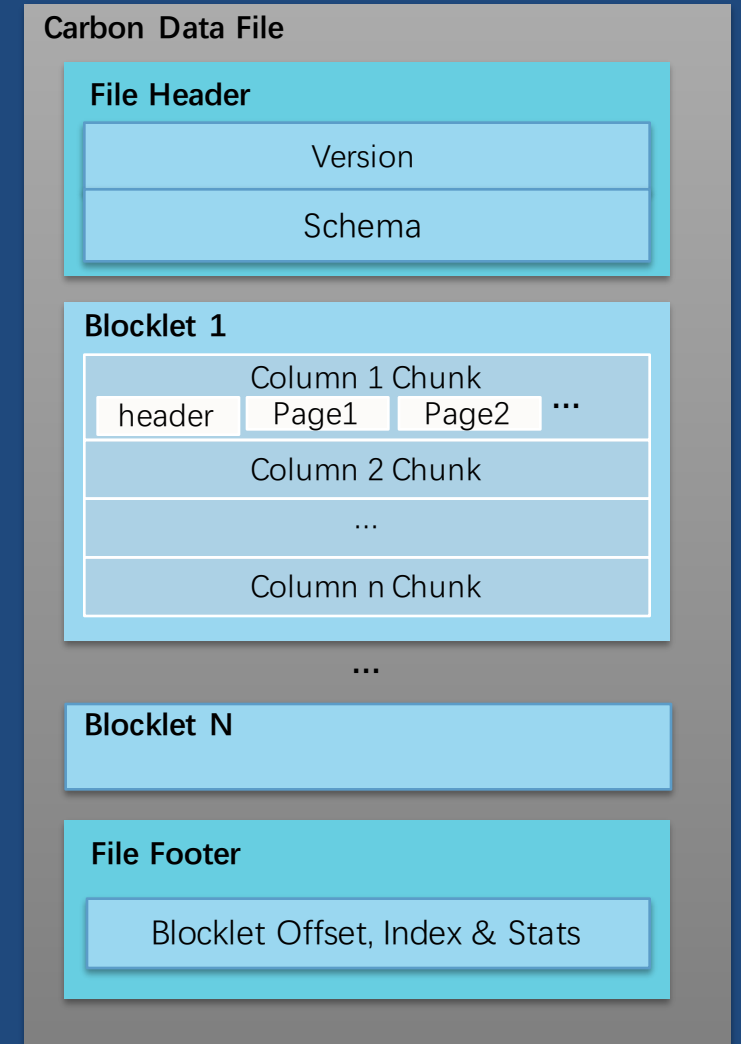 Carbon Data File
File Header
Version
Schema
Blocklet 1
Column 1 Chunk
header Page1 Page2 ...
Column 2 Chunk
...
Column n Chunk
...
Blocklet N
File Footer
Blocklet Offset, Index & Stats